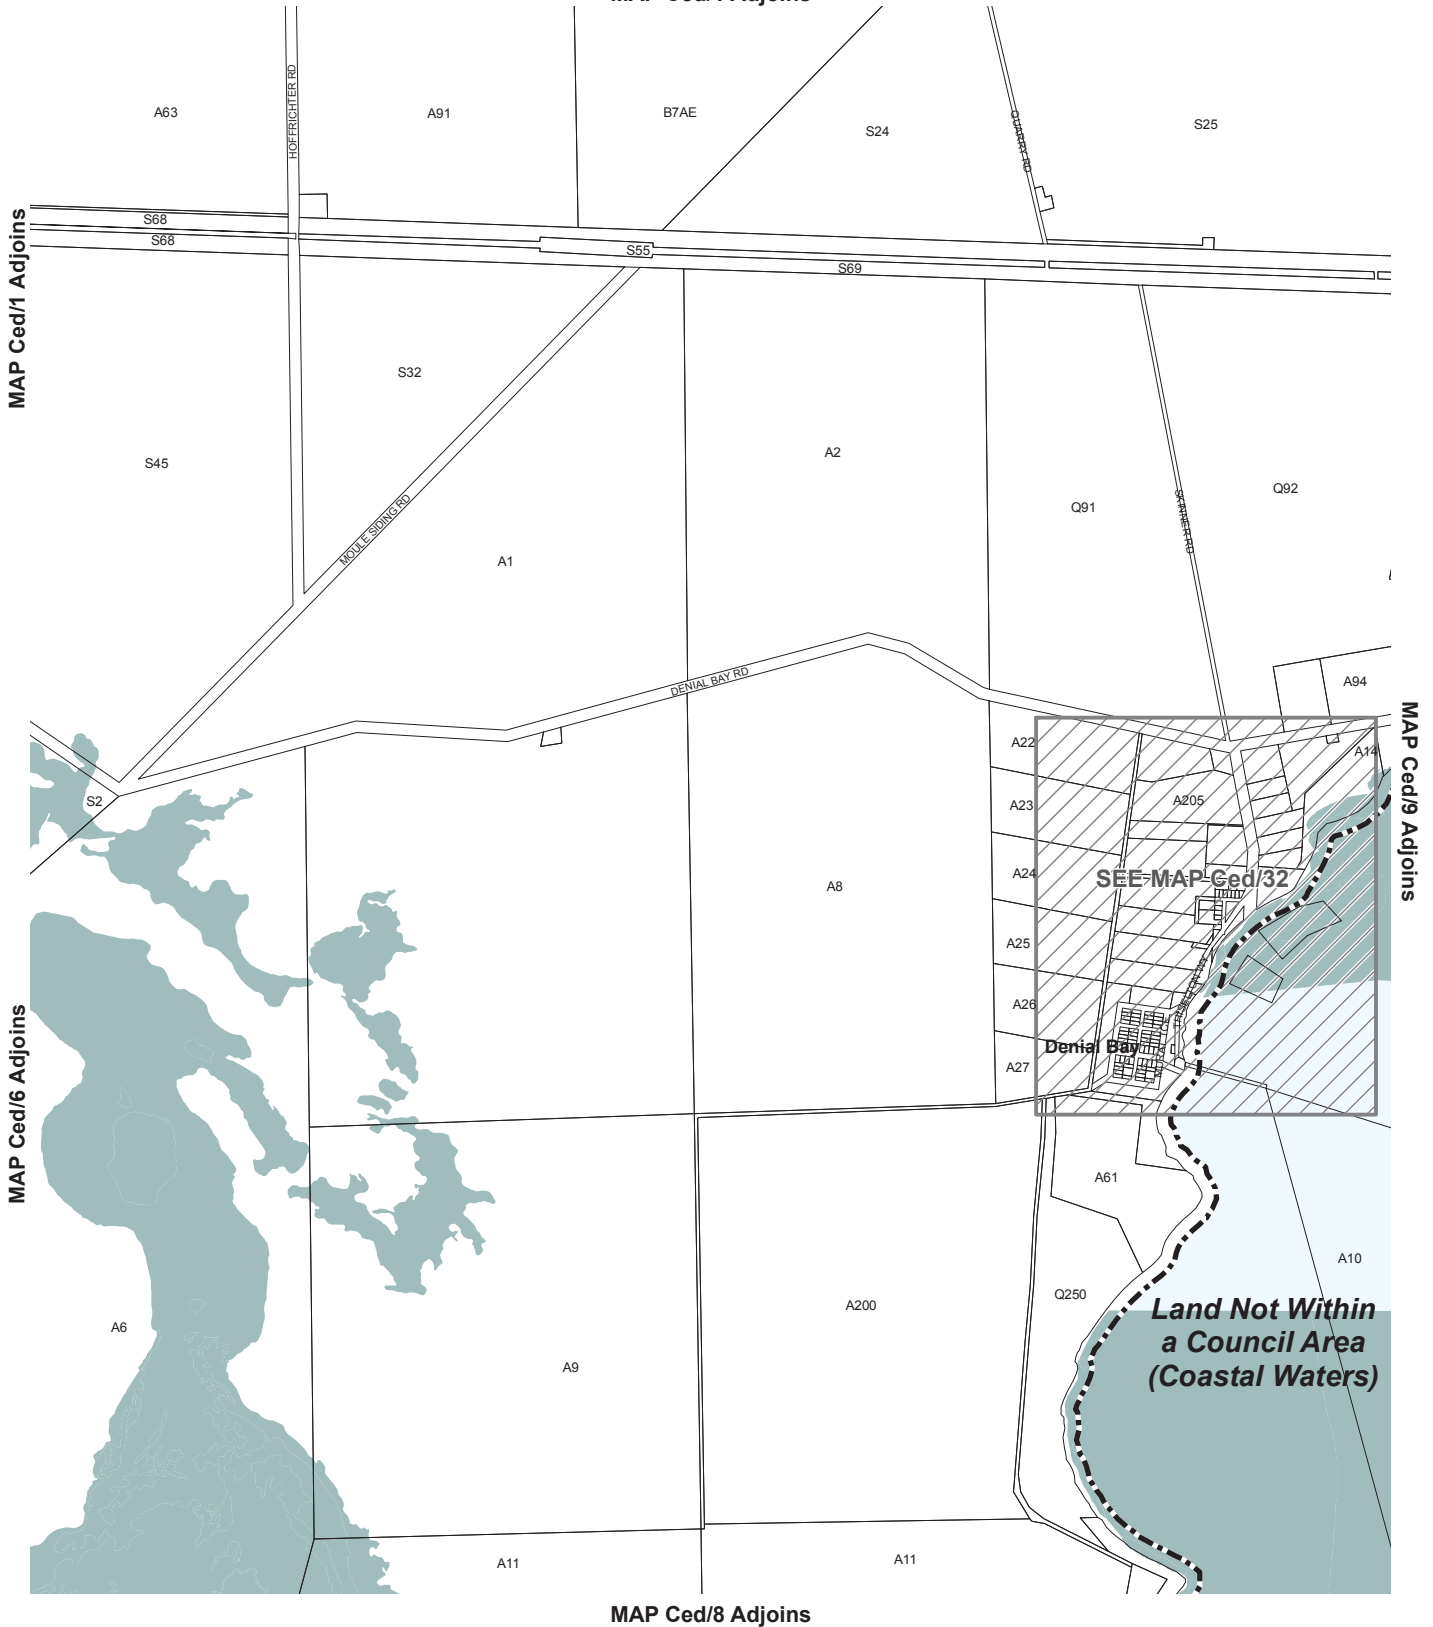 A63
HOFFRICHTER RD
A91
B7AE
S24
QUARRY RD
S25
MAP Ced/1 Adjoins
S68
S68
S55
S69
S32
S45
MOULE SIDING RD
A1
A2
Q91
SKINNER RD
Q92
DENIAL BAY RD
A94
MAP Ced/9 Adjoins
A22
A14
S2
A23
A205
A24
SEE MAP Ced/32
A8
A25
A26
Denial Bay
A27
MAP Ced/6 Adjoins
A61
A10
Q250
A200
Land Not Within
a Council Area
(Coastal Waters)
A6
A9
A11
A11
MAP Ced/8 Adjoins